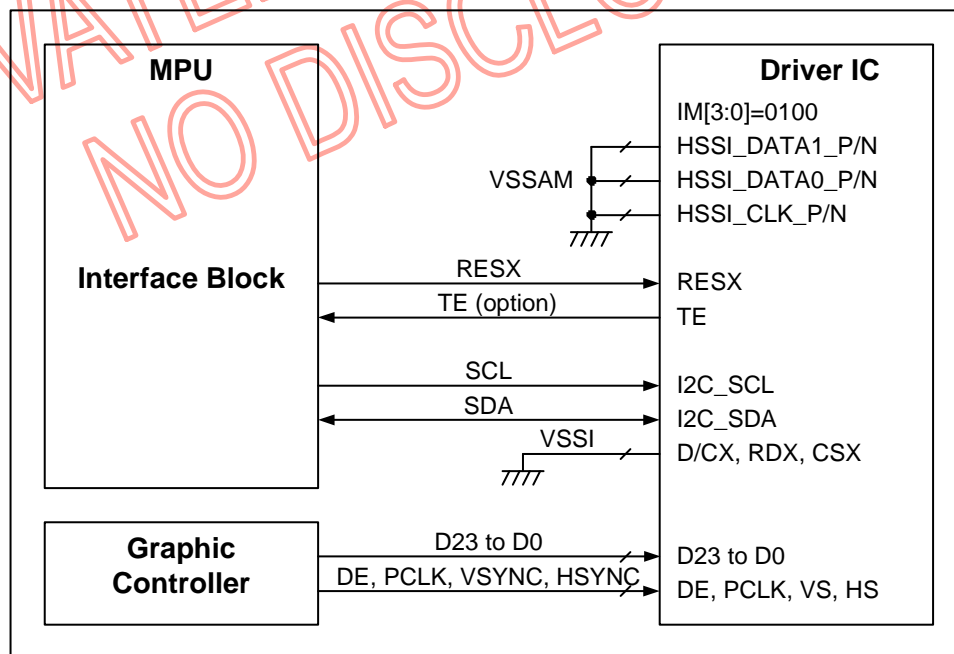 MPU
Interface Block
Driver IC
IM[3:0]=0100
HSSI_DATA1_P/N
VSSAM
HSSI_DATA0_P/N
HSSI_CLK_P/N
RESX
RESX
TE (option)
TE
SCL
I2C_SCL
SDA
I2C_SDA
VSSI
D/CX, RDX, CSX
Graphic
Controller
D23 to D0
D23 to D0
DE, PCLK, VSYNC, HSYNC
DE, PCLK, VS, HS
NO